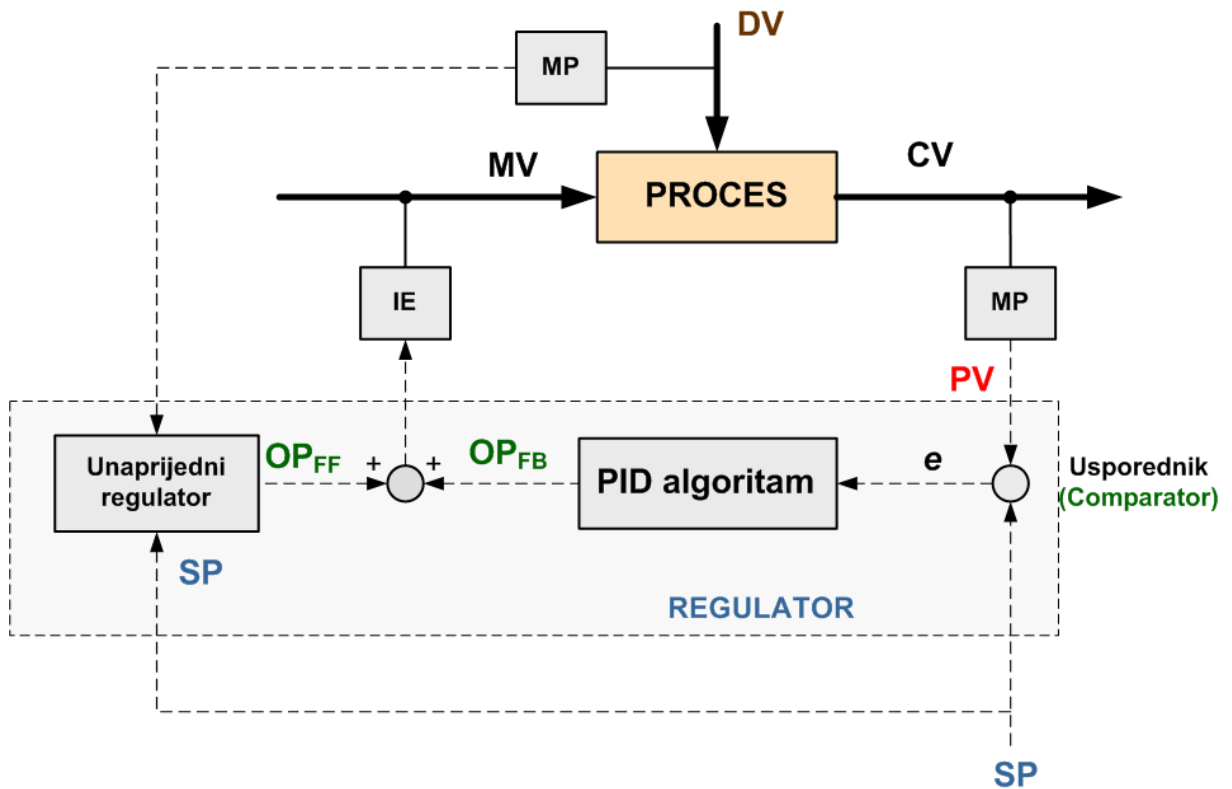 DV
MP
MV
CV
PROCES
IE
MP
PV
Unaprijedni
regulator
OPFF
+
+
OPFB
PID algoritam
e
Usporednik
(Comparator)
SP
REGULATOR
SP